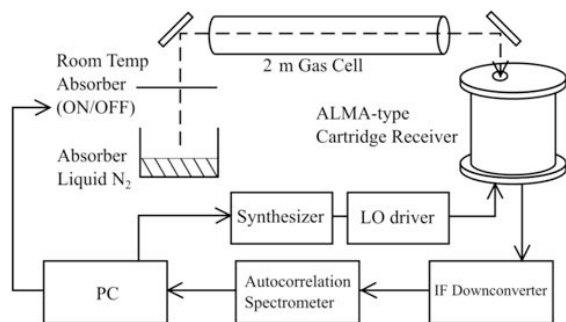 Room Temp
Absorber
(ON/OFF)
2 m Gas Cell
ALMA-type
Cartridge Receiver
Absorber
Liquid N₂
Synthesizer
LO driver
PC
Autocorrelation
Spectrometer
IF Downconverter